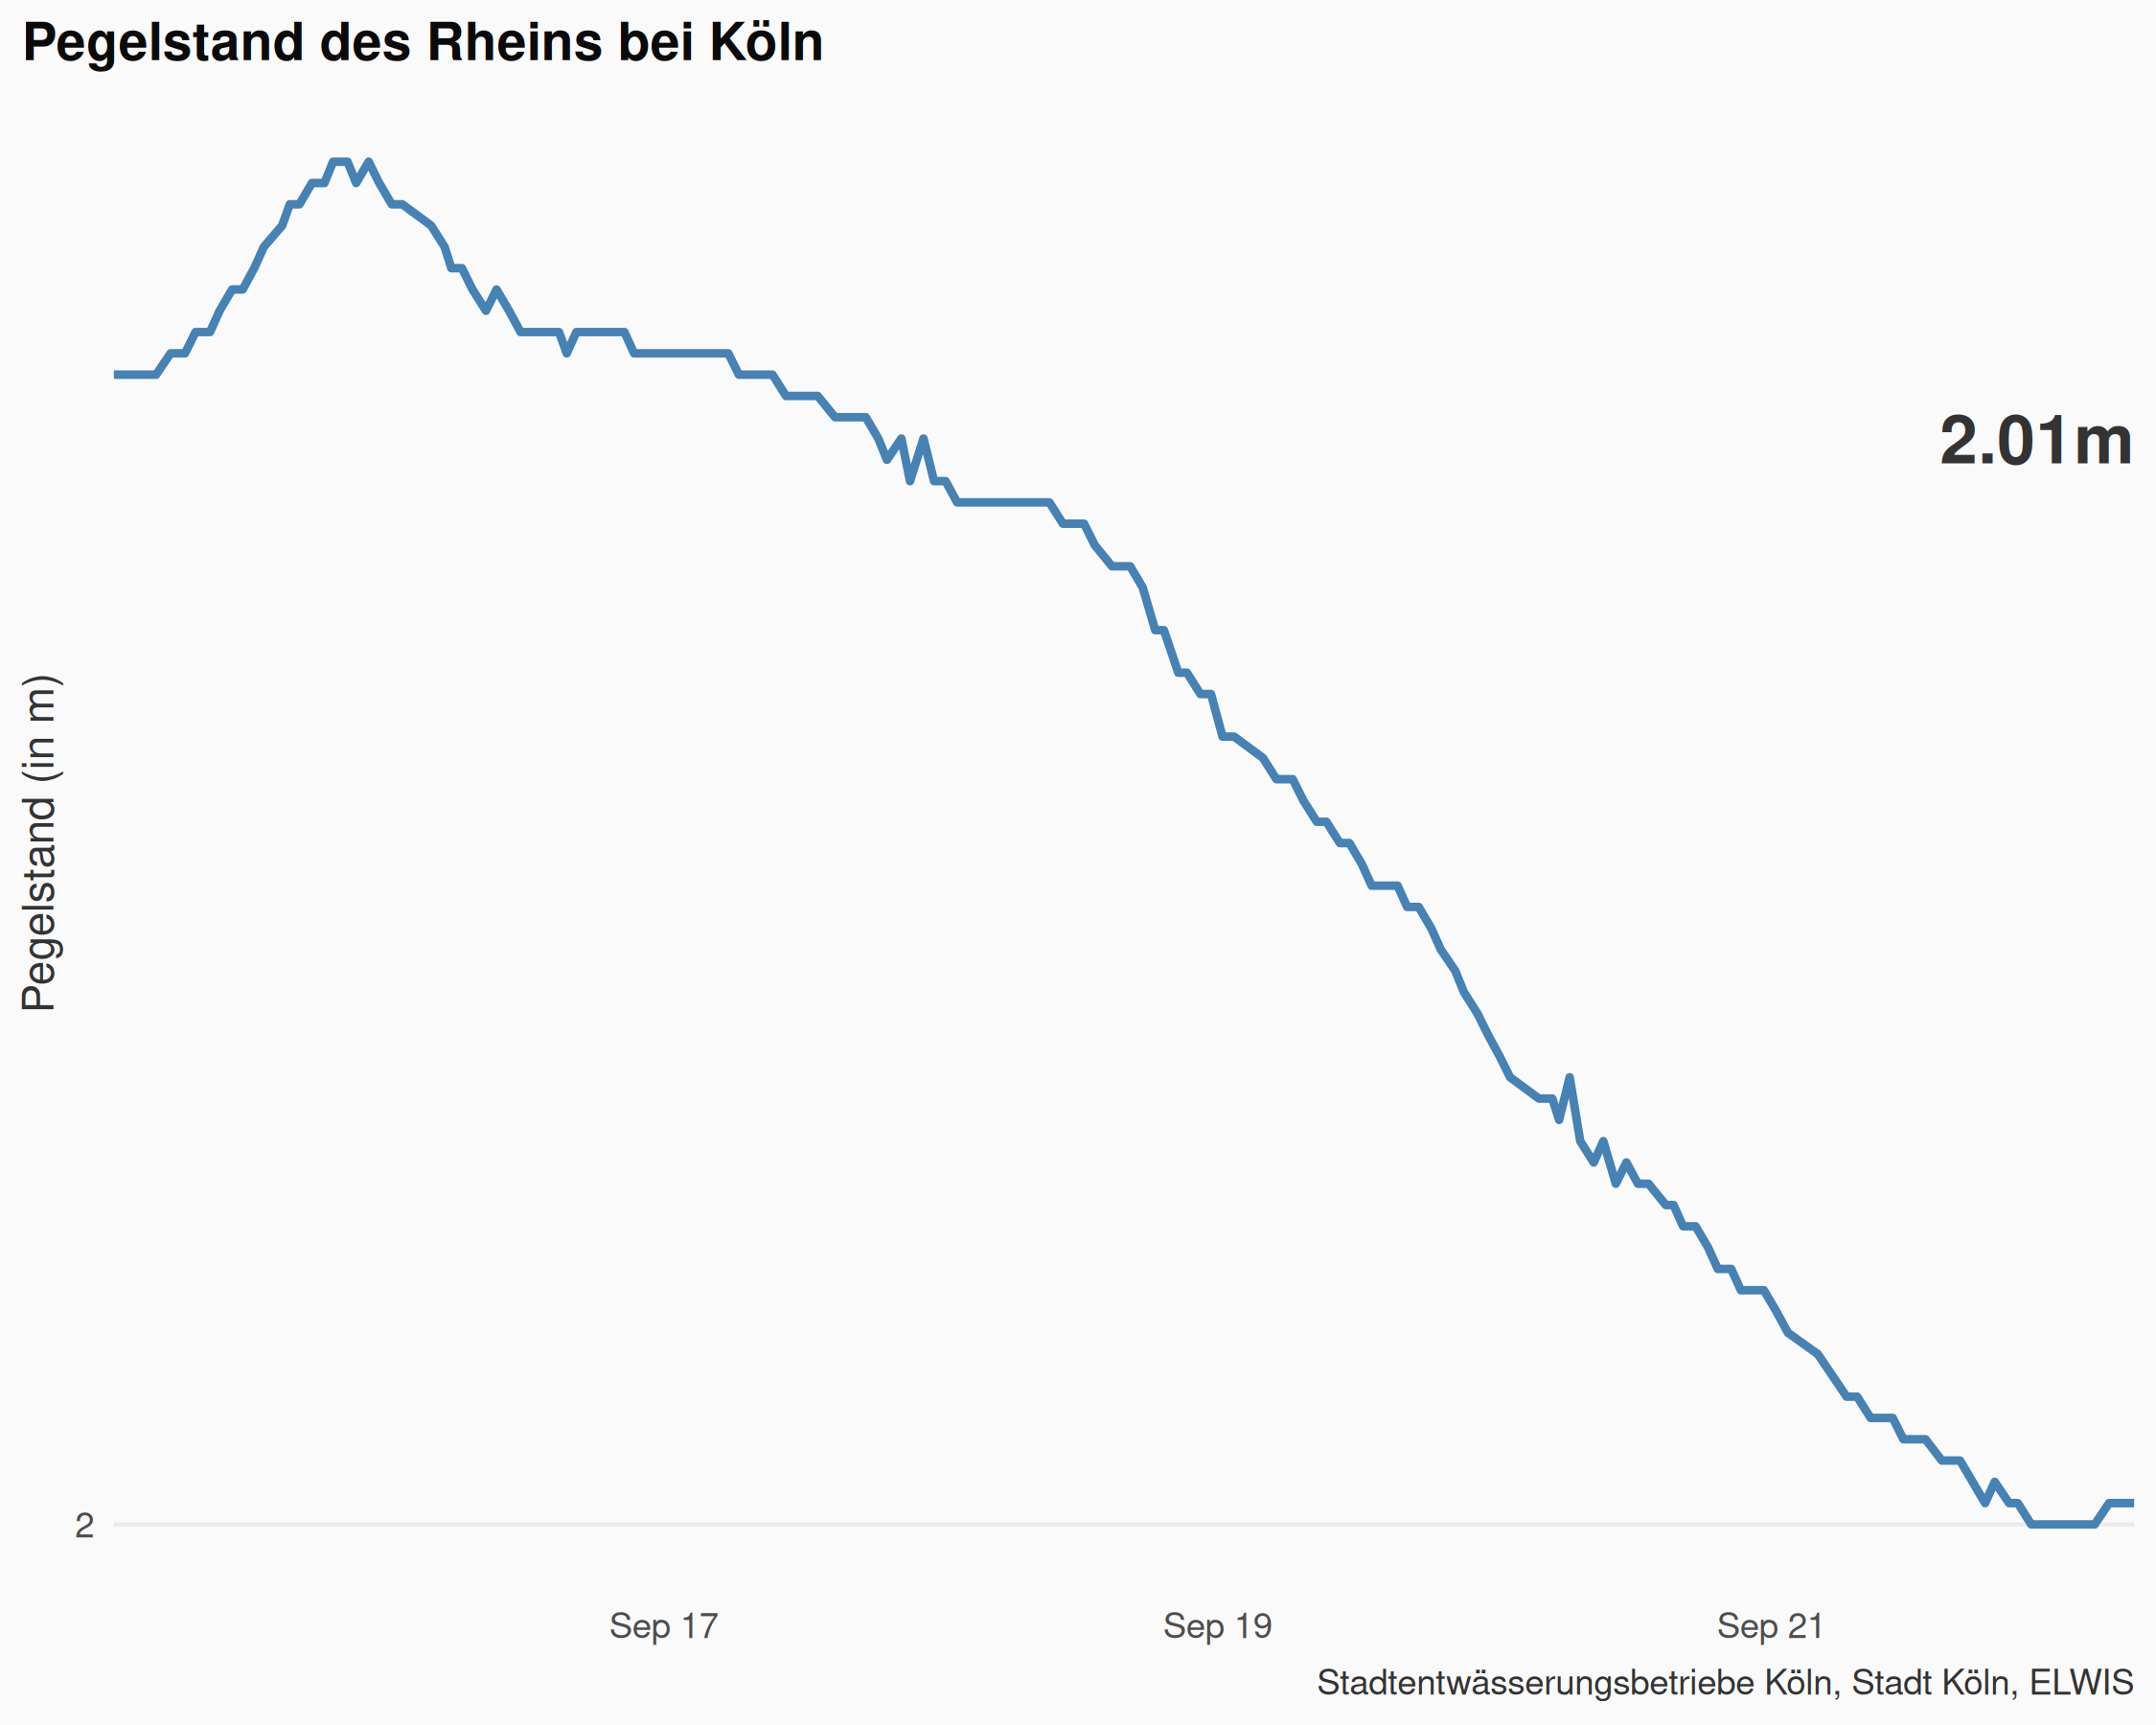 Pegelstand des Rheins bei Köln
2.01m
Pegelstand (in m)
2
Sep 17
Sep 19
Sep 21
Stadtentwässerungsbetriebe Köln, Stadt Köln, ELWIS